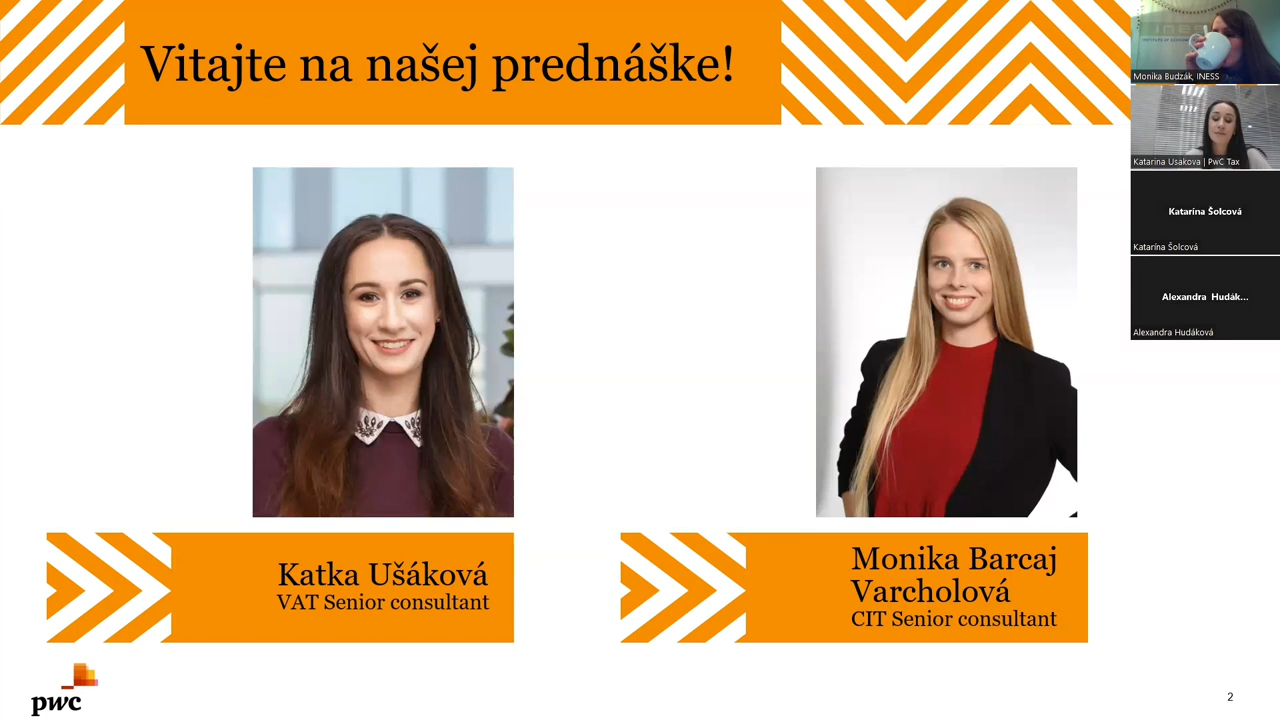 Vitajte na našej prednáške!
Katka Ušáková
VAT Senior consultant
Monika Barcaj
Varcholová
CIT Senior consultant
pwc
2
Monika Budzák, INESS
Katarina Usakova | PwC Tax
Katarína Šolcová
Katarína Šolcová
Alexandra Hudák...
Alexandra Hudáková